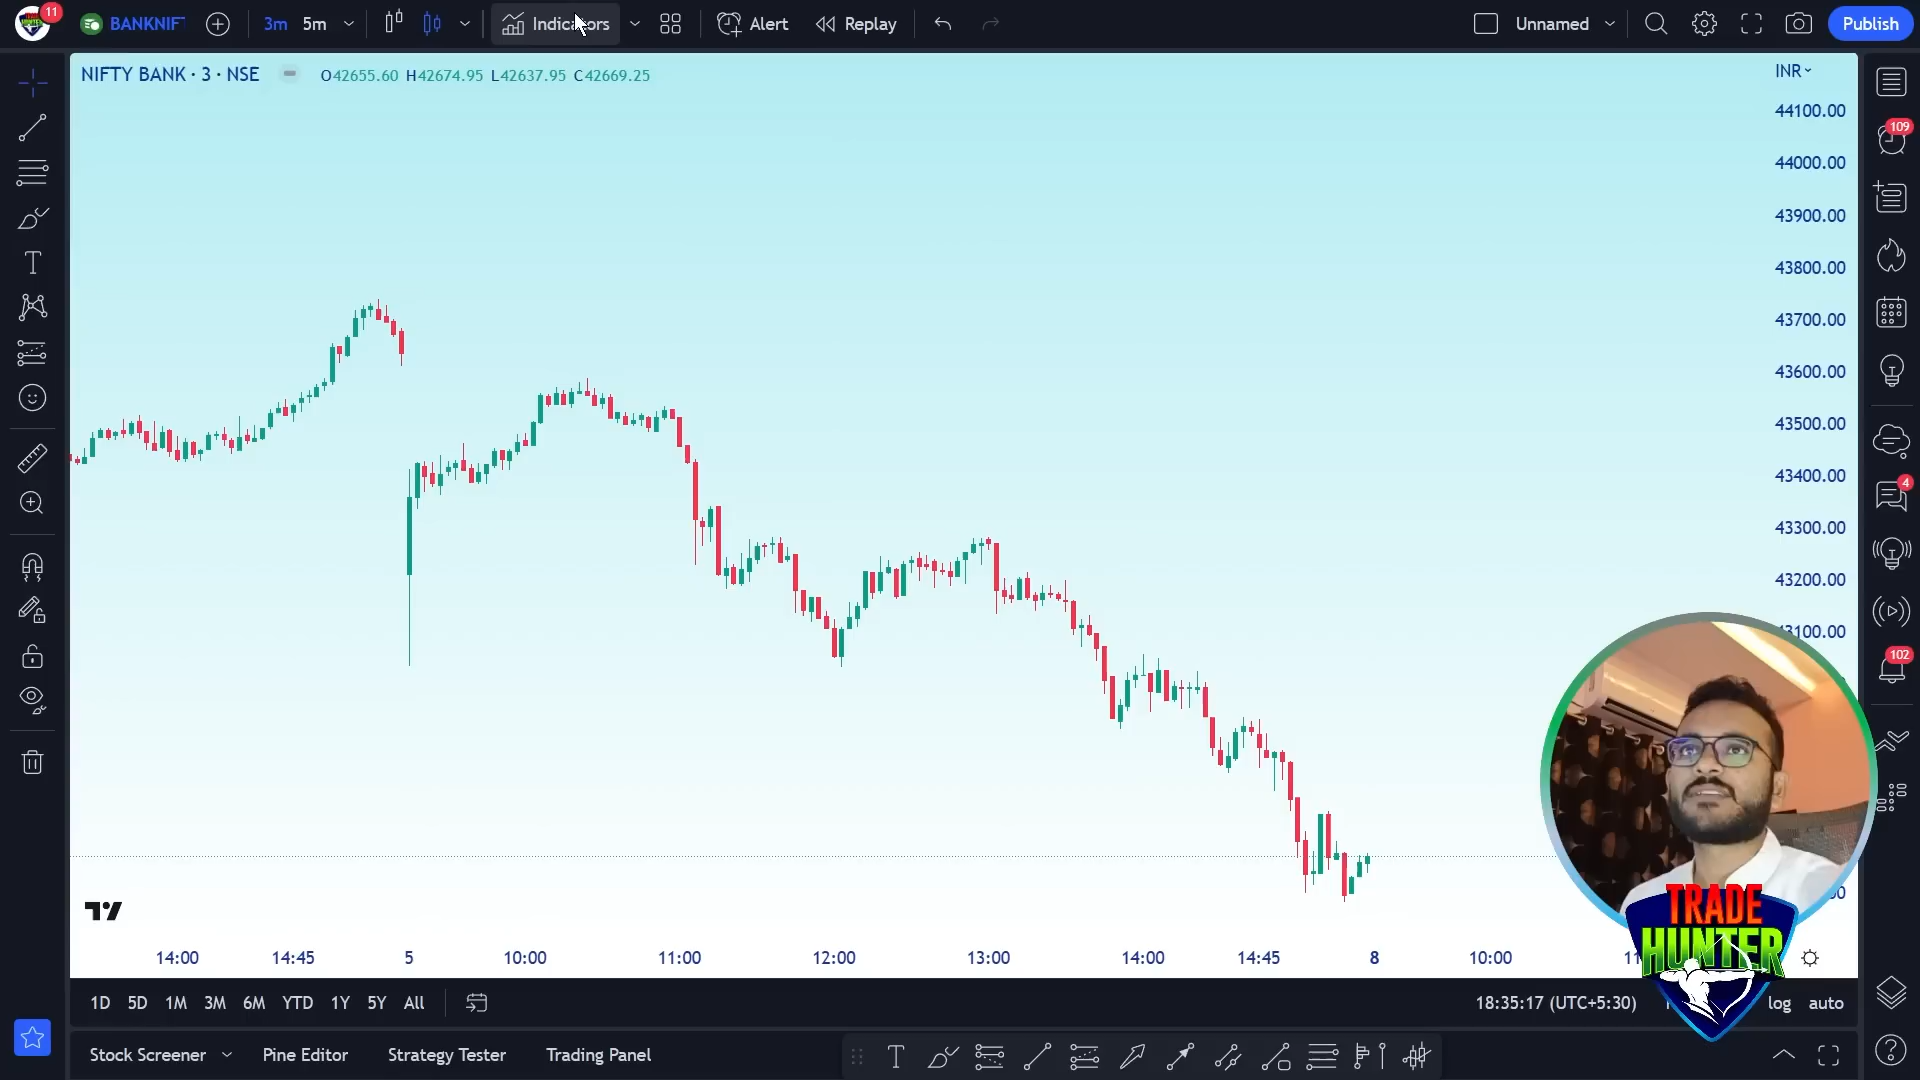 11
BANKNIFT
3m
5m
Indicators
Alert
Replay
Unnamed
Publish
NIFTY BANK · 3 · NSE
O42655.60 H42674.95 L42637.95 C42669.25
INR
44100.00
44000.00
43900.00
43800.00
43700.00
43600.00
43500.00
43400.00
43300.00
43200.00
43100.00
109
4
102
TRADE
HUNTER
14:00
14:45
5
10:00
11:00
12:00
13:00
14:00
14:45
8
10:00
1D 5D 1M 3M 6M YTD 1Y 5Y All
18:35:17 (UTC+5:30)
log
auto
Stock Screener
Pine Editor
Strategy Tester
Trading Panel